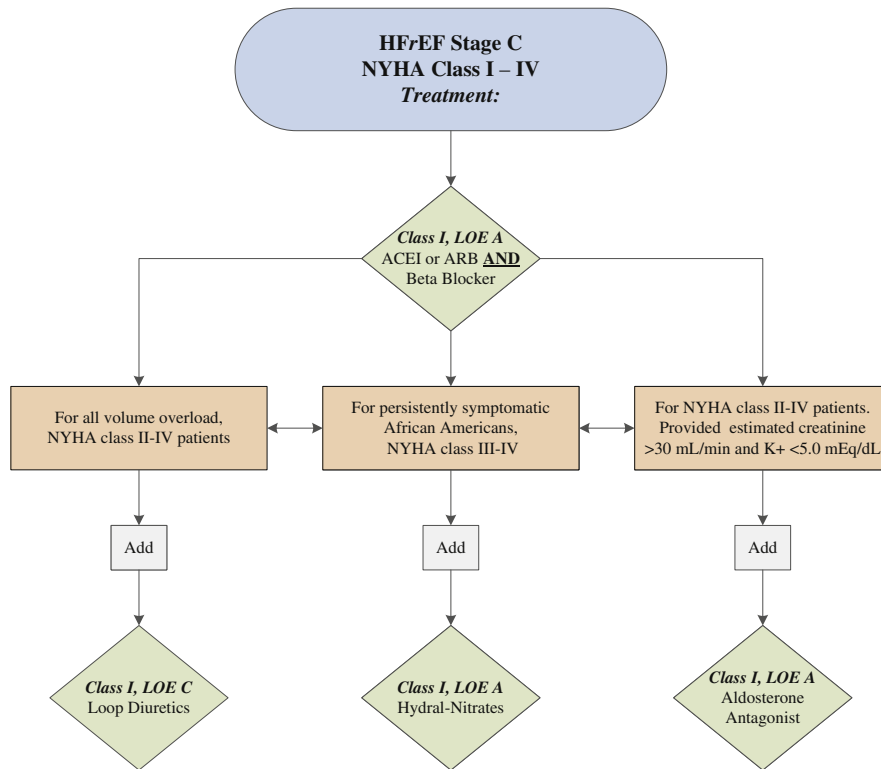 HFrEF Stage C
NYHA Class I – IV
Treatment:
Class I, LOE A
ACEI or ARB AND
Beta Blocker
For all volume overload,
NYHA class II-IV patients
For persistently symptomatic
African Americans,
NYHA class III-IV
For NYHA class II-IV patients.
Provided estimated creatinine
>30 mL/min and K+ <5.0 mEq/dL
Add
Add
Add
Class I, LOE C
Loop Diuretics
Class I, LOE A
Hydral-Nitrates
Class I, LOE A
Aldosterone
Antagonist